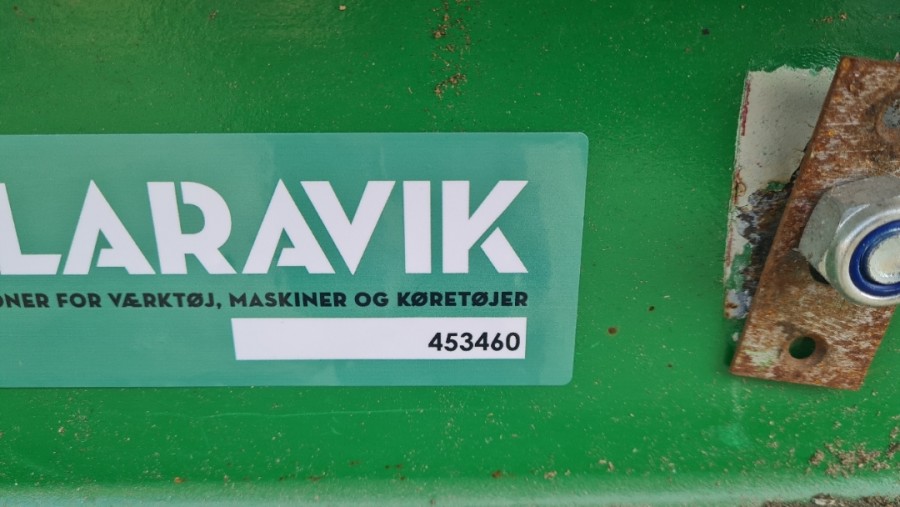 LARAVIK
ONER FOR VÆRKTØJ, MASKINER OG KØRETØJER
453460